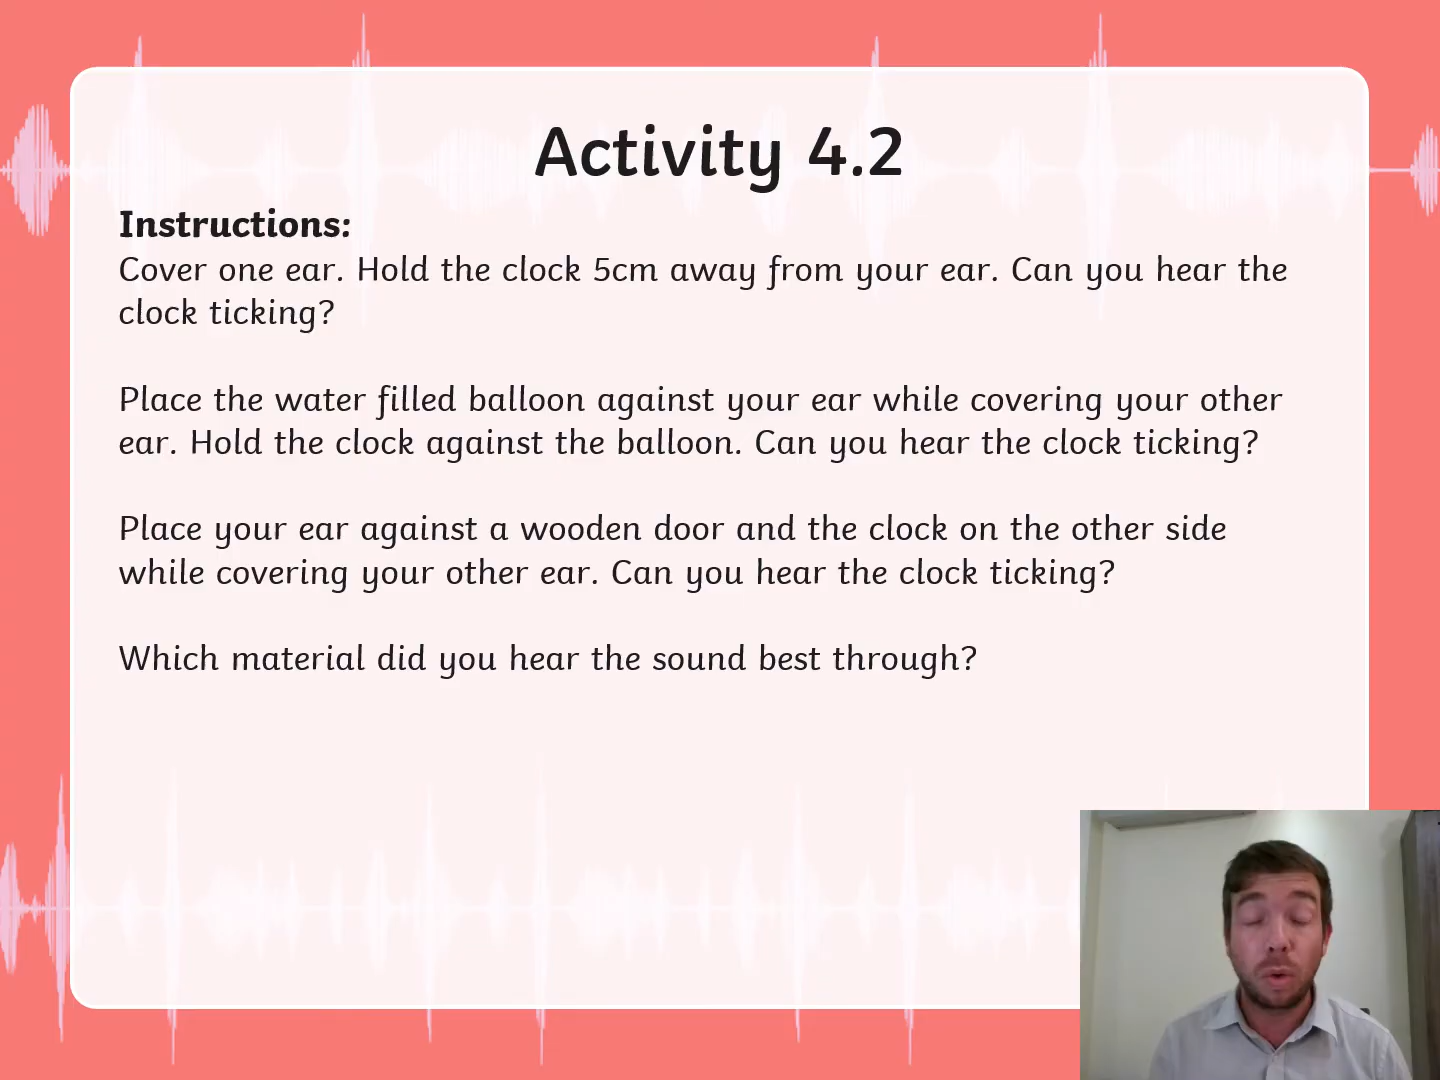 Activity 4.2
Instructions:
Cover one ear. Hold the clock 5cm away from your ear. Can you hear the
clock ticking?
Place the water filled balloon against your ear while covering your other
ear. Hold the clock against the balloon. Can you hear the clock ticking?
Place your ear against a wooden door and the clock on the other side
while covering your other ear. Can you hear the clock ticking?
Which material did you hear the sound best through?